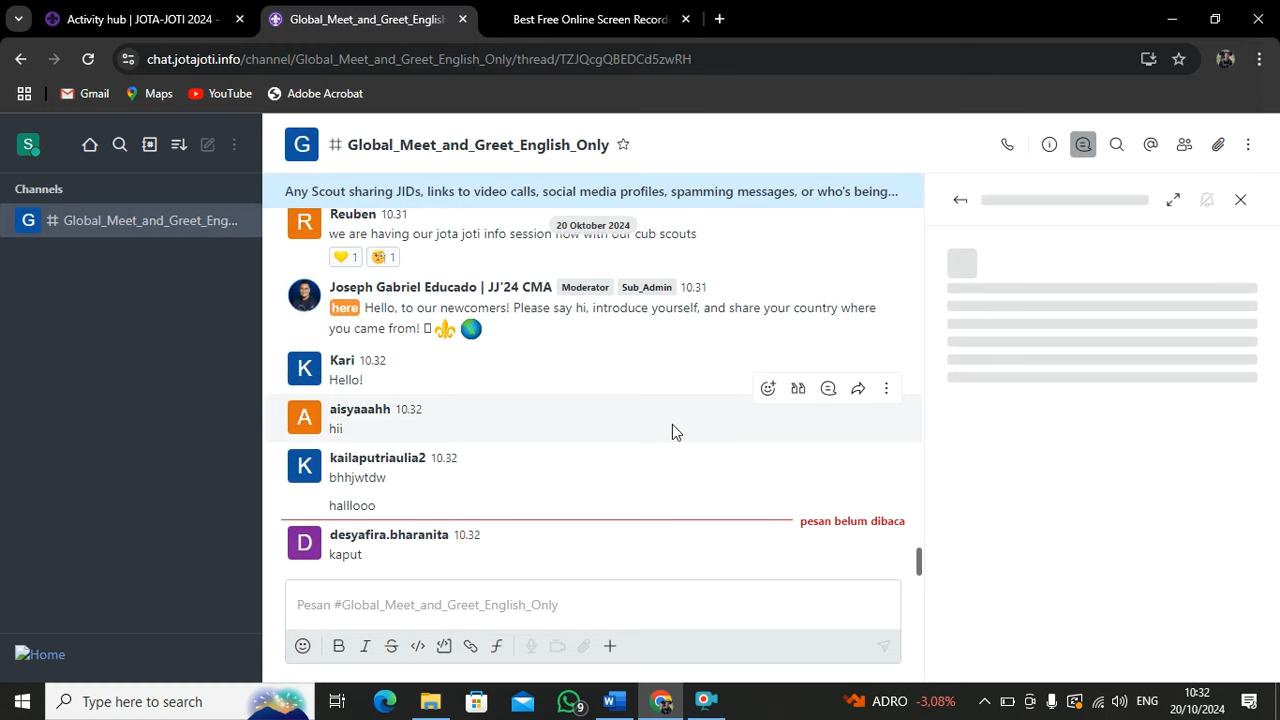 Activity hub | JOTA-JOTI 2024 -
Global_Meet_and_Greet_English
Best Free Online Screen Record
chat.jotajoti.info/channel/Global_Meet_and_Greet_English_Only/thread/TZJQcgQBEDCd5zwRH
Gmail
Maps
YouTube
Adobe Acrobat
S
G
# Global_Meet_and_Greet_English_Only
Channels
G # Global_Meet_and_Greet_Eng...
Any Scout sharing JIDs, links to video calls, social media profiles, spamming messages, or who's being...
20 Oktober 2024
R
Reuben 10.31
we are having our jota joti info session now with our cub scouts
1
1
Joseph Gabriel Educado | JJ'24 CMA Moderator Sub_Admin 10.31
here Hello, to our newcomers! Please say hi, introduce yourself, and share your country where
you came from!
K
Kari 10.32
Hello!
A
aisyaaahh 10.32
hii
K
kailaputriaulia2 10.32
bhhjwtdw
halllooo
pesan belum dibaca
D
desyafira.bharanita 10.32
kaput
Pesan #Global_Meet_and_Greet_English_Only
B I S
Home
Type here to search
9
ADRO -3,08%
ENG
10:32
20/10/2024